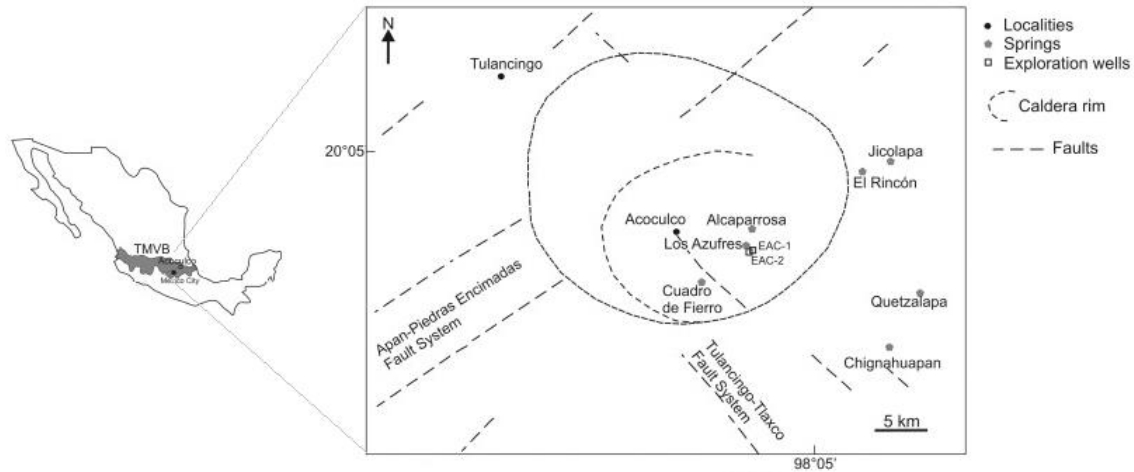 N
Tulancingo
Localities
Springs
Exploration wells
Caldera rim
Faults
20°05
Jicolapa
El Rincón
Acoculco
Alcaparrosa
Los Azufres
EAC-1
EAC-2
Cuadro
de Fierro
Quetzalapa
Chignahuapan
Apan-Piedras Encimadas
Fault System
Tulancingo-Tlaxco
Fault System
5 km
98°05'
TMVB
Acoculco
Mexico City